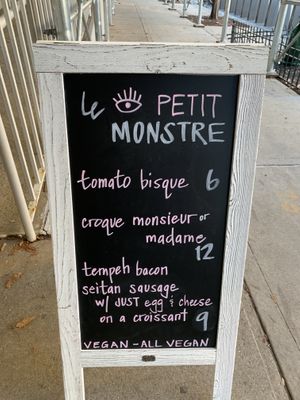 Le PETIT
MONSTRE
tomato bisque 6
croque monsieur or
madame
12
tempeh bacon
seitan sausage
w/ JUST egg & cheese
on a croissant 9
VEGAN - ALL VEGAN